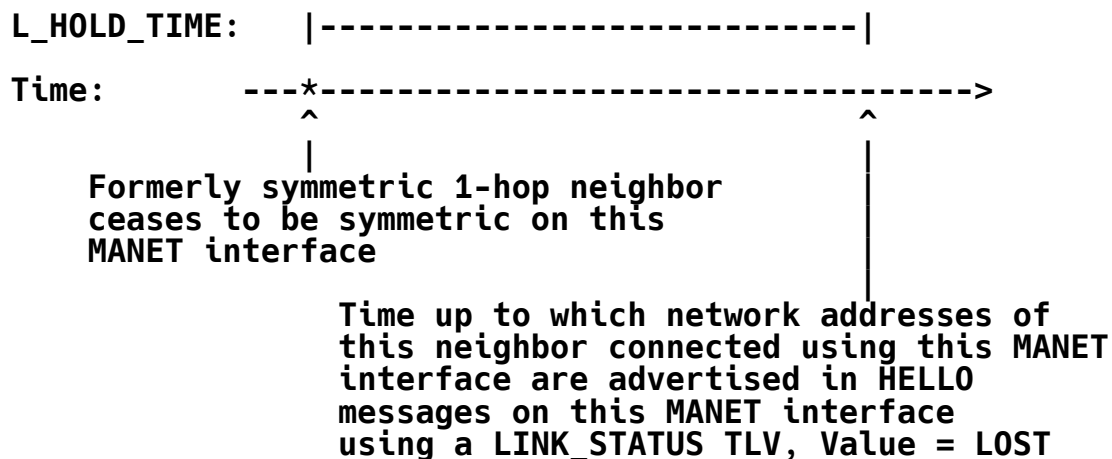 L_HOLD_TIME:   |----------------------------|
Time:       ---*---------------------------------->
^                            ^
|                            |
Formerly symmetric 1-hop neighbor       |
ceases to be symmetric on this          |
MANET interface                         |
|
Time up to which network addresses of
this neighbor connected using this MANET
interface are advertised in HELLO
messages on this MANET interface
using a LINK_STATUS TLV, Value = LOST